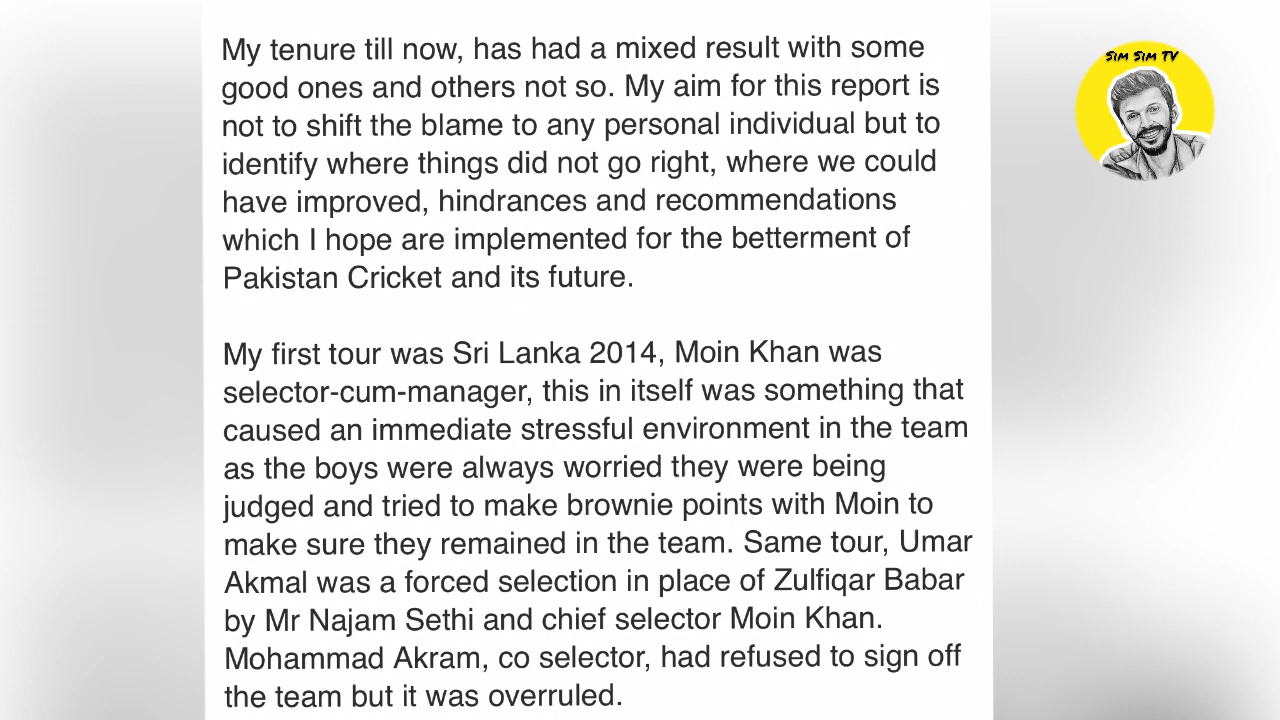 My tenure till now, has had a mixed result with some
good ones and others not so. My aim for this report is
not to shift the blame to any personal individual but to
identify where things did not go right, where we could
have improved, hindrances and recommendations
which I hope are implemented for the betterment of
Pakistan Cricket and its future.
My first tour was Sri Lanka 2014, Moin Khan was
selector-cum-manager, this in itself was something that
caused an immediate stressful environment in the team
as the boys were always worried they were being
judged and tried to make brownie points with Moin to
make sure they remained in the team. Same tour, Umar
Akmal was a forced selection in place of Zulfiqar Babar
by Mr Najam Sethi and chief selector Moin Khan.
Mohammad Akram, co selector, had refused to sign off
the team but it was overruled.
SIM SIM TV